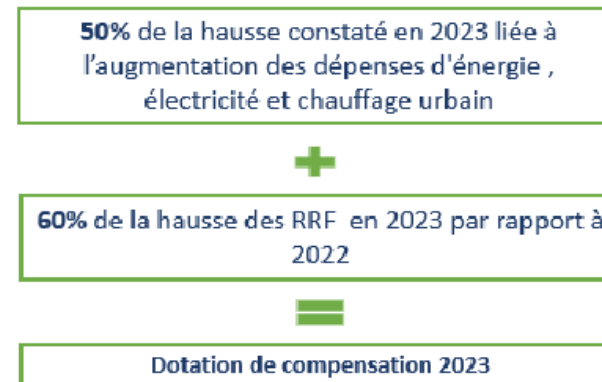 50% de la hausse constaté en 2023 liée à
l'augmentation des dépenses d'énergie ,
électricité et chauffage urbain
+
60% de la hausse des RRF en 2023 par rapport à
2022
=
Dotation de compensation 2023